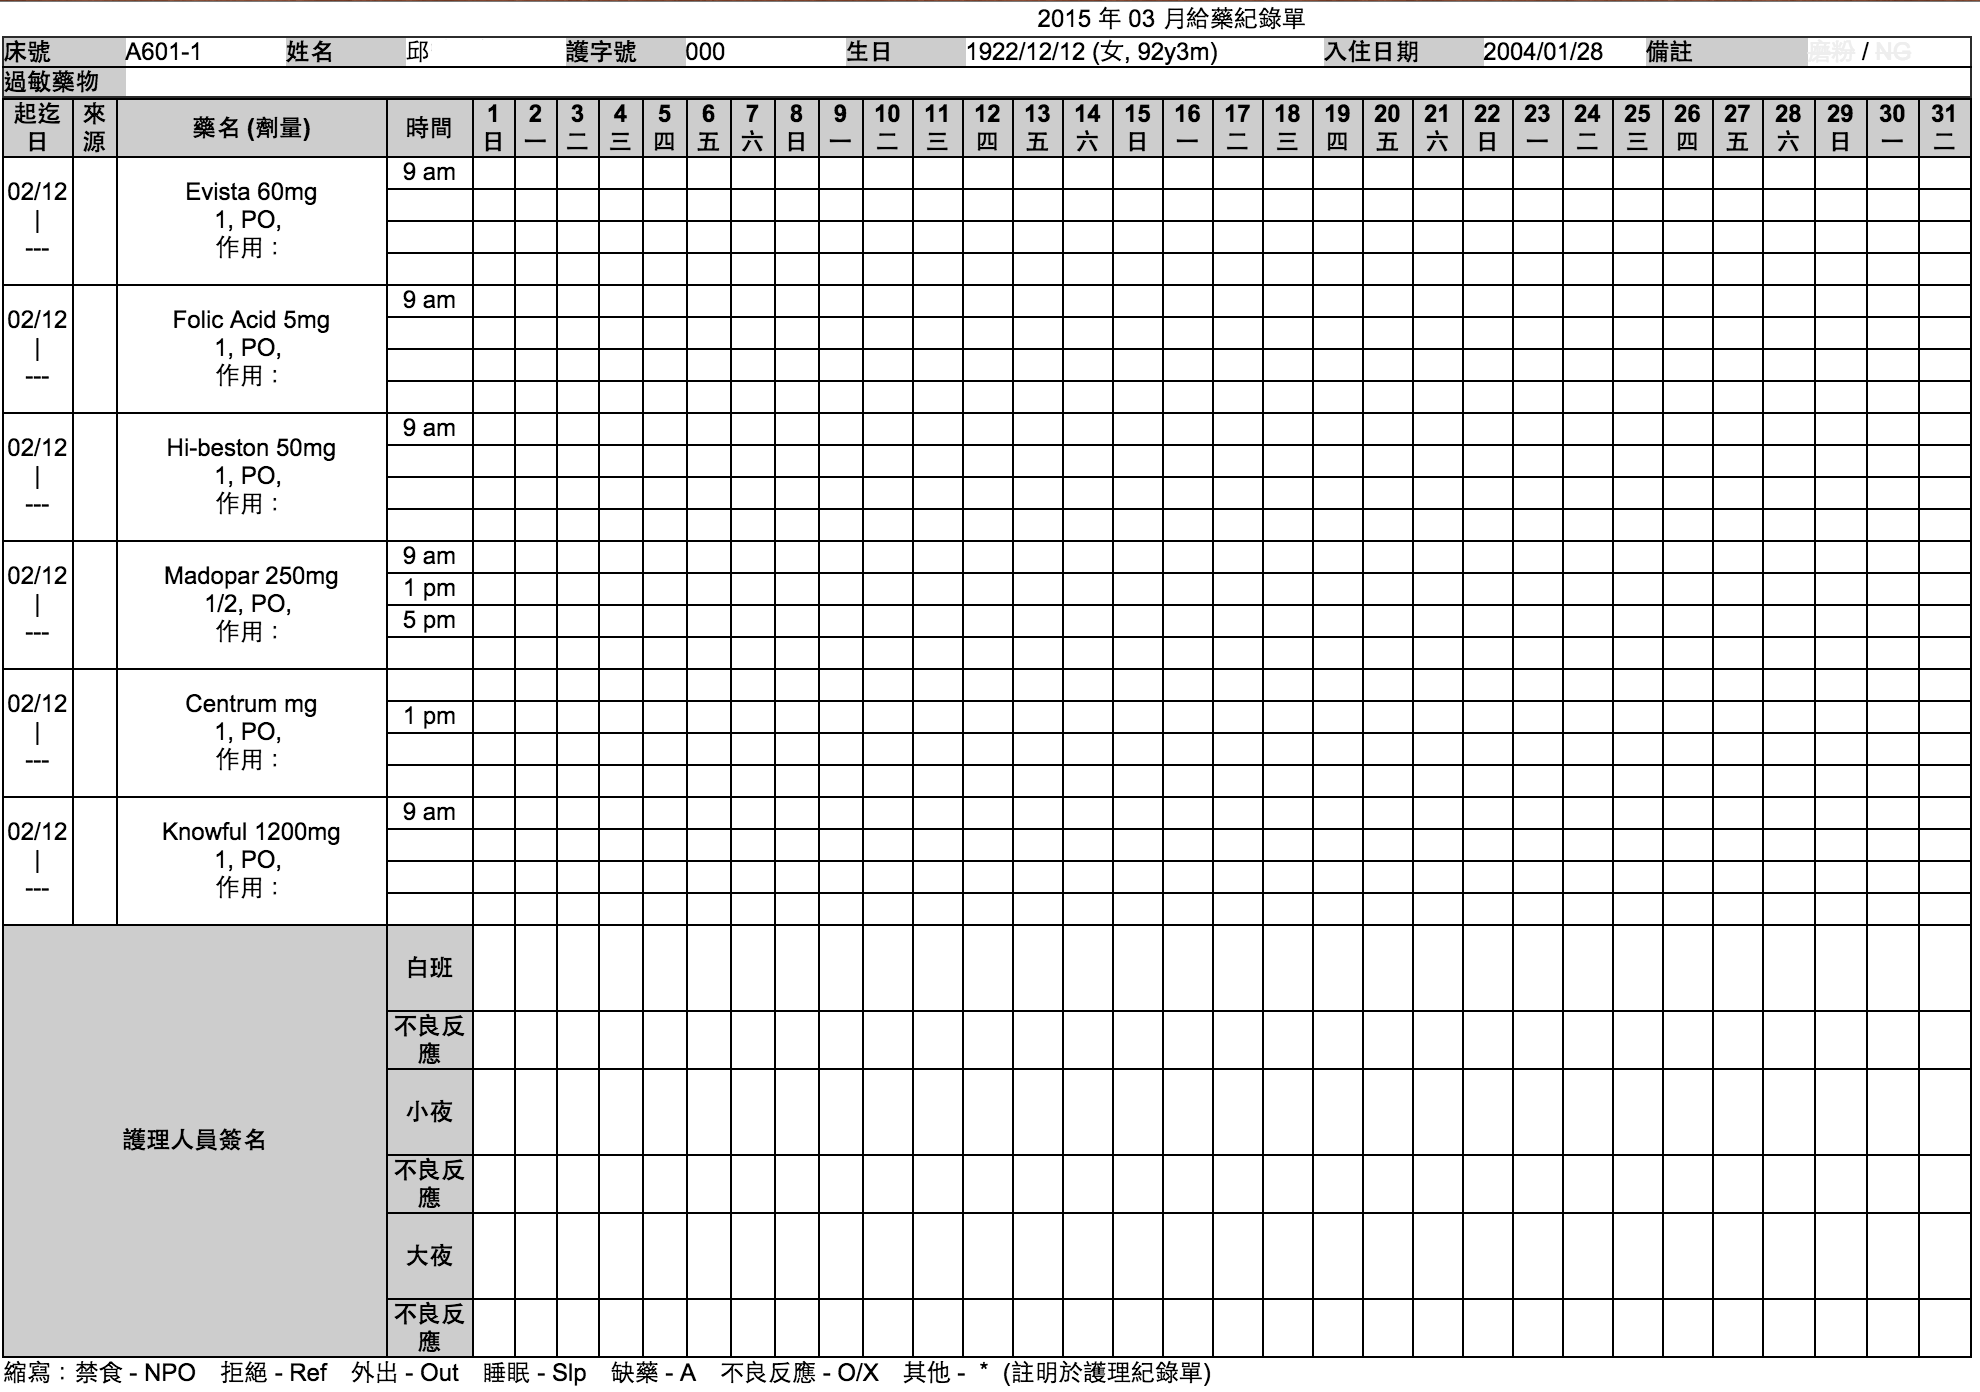 2015 年 03 月給藥紀錄單
床號 A601-1 姓名 邱 護字號 000 生日 1922/12/12 (女, 92y3m) 入住日期 2004/01/28 備註 磨粉 / NG
過敏藥物
起迄日 來源 藥名 (劑量) 時間 1 2 3 4 5 6 7 8 9 10 11 12 13 14 15 16 17 18 19 20 21 22 23 24 25 26 27 28 29 30 31
日 一 二 三 四 五 六 日 一 二 三 四 五 六 日 一 二 三 四 五 六 日 一 二 三 四 五 六 日 一 二
9 am
02/12 Evista 60mg
| 1, PO,
--- 作用：
9 am
02/12 Folic Acid 5mg
| 1, PO,
--- 作用：
9 am
02/12 Hi-beston 50mg
| 1, PO,
--- 作用：
9 am
02/12 Madopar 250mg 1 pm
| 1/2, PO, 5 pm
--- 作用：
02/12 Centrum mg 1 pm
| 1, PO,
--- 作用：
9 am
02/12 Knowful 1200mg
| 1, PO,
--- 作用：
護理人員簽名
白班
不良反
應
小夜
不良反
應
大夜
不良反
應
縮寫：禁食 - NPO 拒絕 - Ref 外出 - Out 睡眠 - Slp 缺藥 - A 不良反應 - O/X 其他 - * (註明於護理紀錄單)